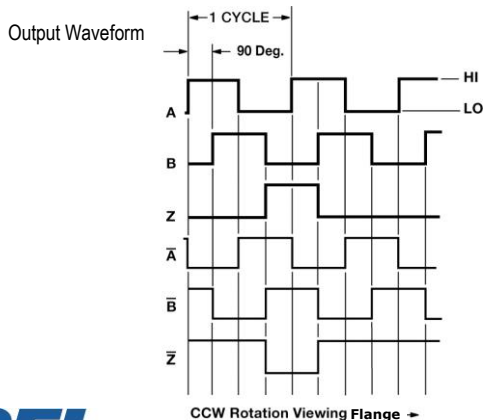 1 CYCLE
Output Waveform
90 Deg.
HI
LO
A
B
Z
A̅
B̅
Z̅
CCW Rotation Viewing Flange